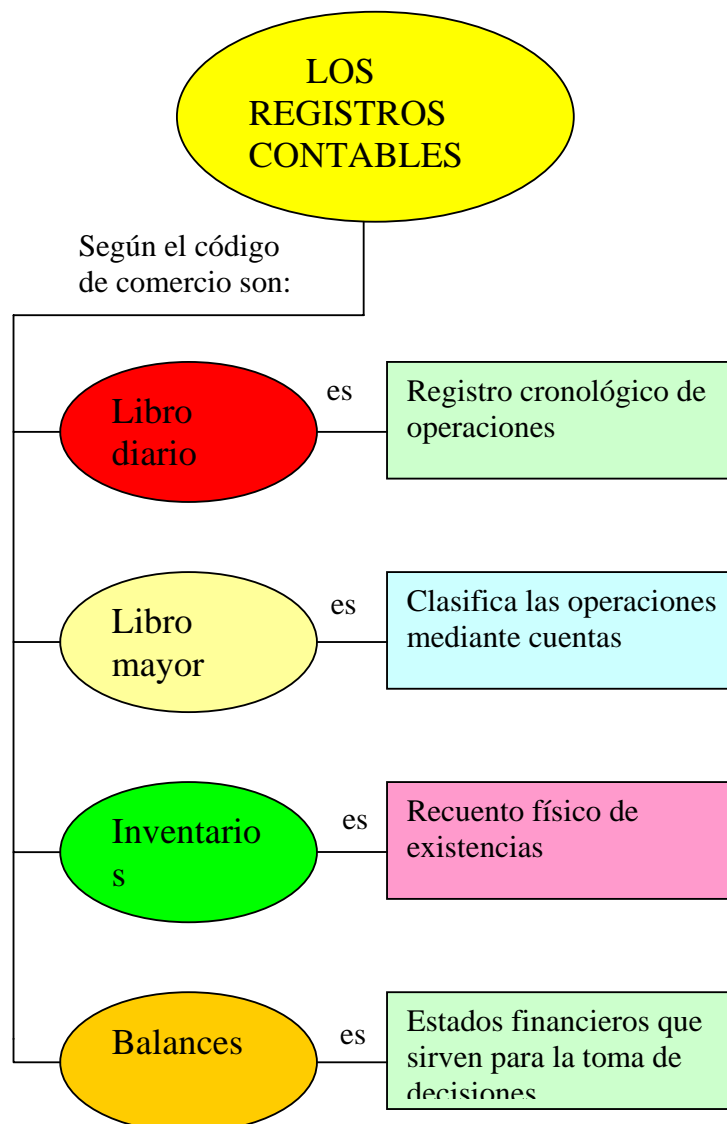 LOS
REGISTROS
CONTABLES
Según el código
de comercio son:
Libro
diario
es
Registro cronológico de
operaciones
Libro
mayor
es
Clasifica las operaciones
mediante cuentas
Inventario
s
es
Recuento físico de
existencias
Balances
es
Estados financieros que
sirven para la toma de
decisiones